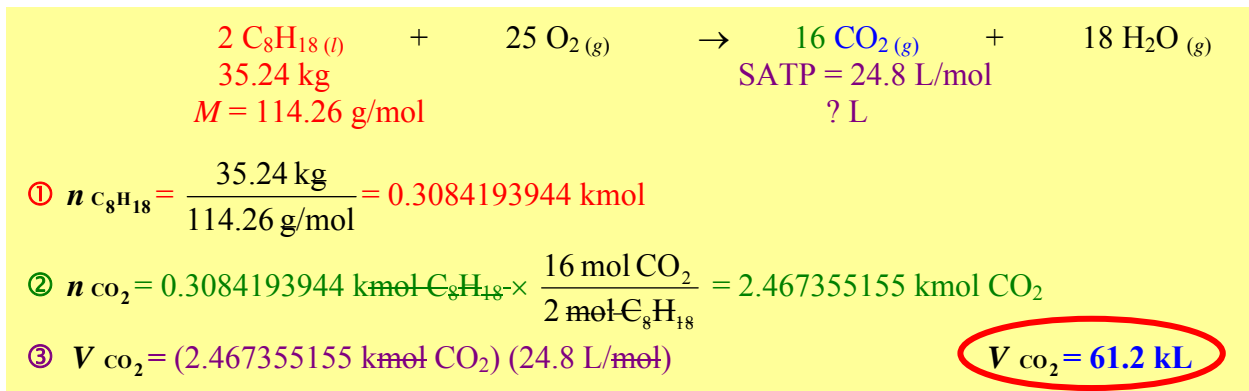 2 C₈H₁₈ (l) + 25 O₂ (g) → 16 CO₂ (g) + 18 H₂O (g)
35.24 kg SATP = 24.8 L/mol
M = 114.26 g/mol ? L
① n C₈H₁₈ = 35.24 kg / 114.26 g/mol = 0.3084193944 kmol
② n CO₂ = 0.3084193944 kmol C₈H₁₈ × 16 mol CO₂ / 2 mol C₈H₁₈ = 2.467355155 kmol CO₂
③ V CO₂ = (2.467355155 kmol CO₂) (24.8 L/mol) V CO₂ = 61.2 kL